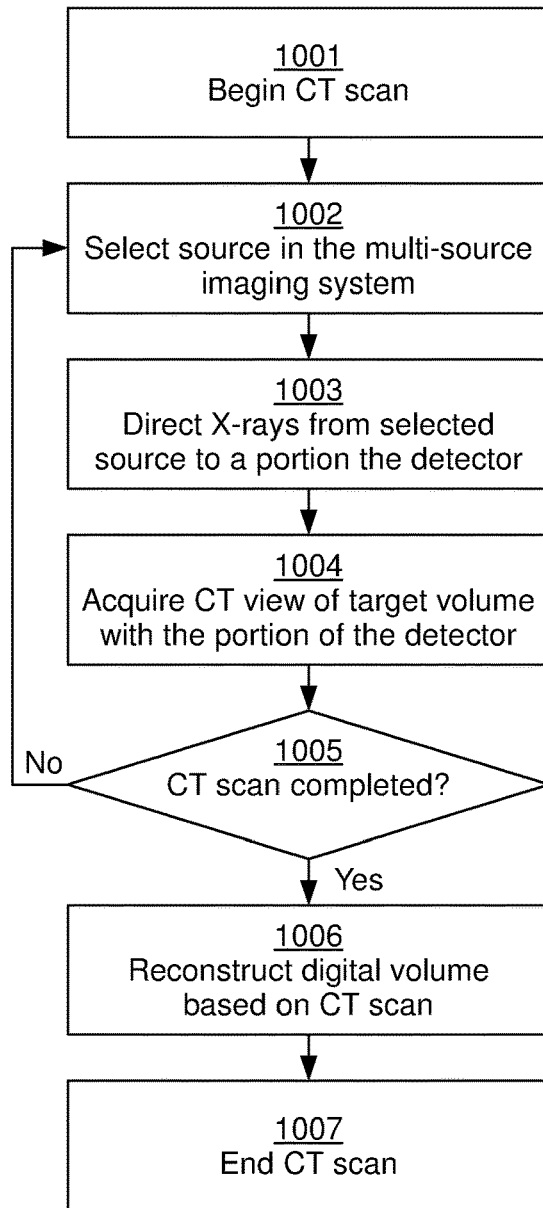 1001
Begin CT scan
1002
Select source in the multi-source
imaging system
1003
Direct X-rays from selected
source to a portion the detector
1004
Acquire CT view of target volume
with the portion of the detector
1005
CT scan completed?
No
Yes
1006
Reconstruct digital volume
based on CT scan
1007
End CT scan